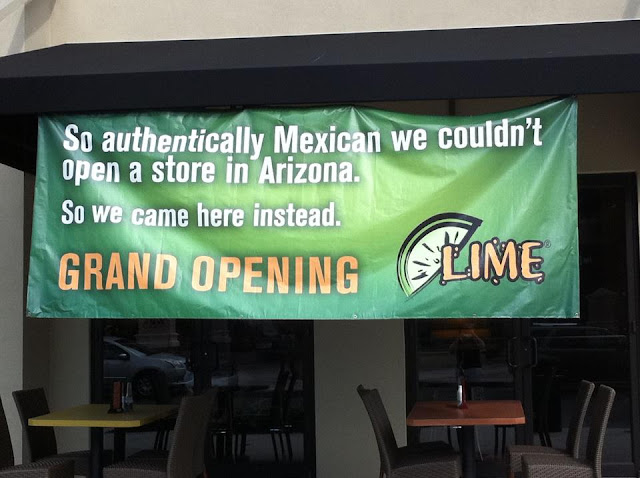 So authentically Mexican we couldn't
open a store in Arizona.
So we came here instead.
GRAND OPENING
LIME®